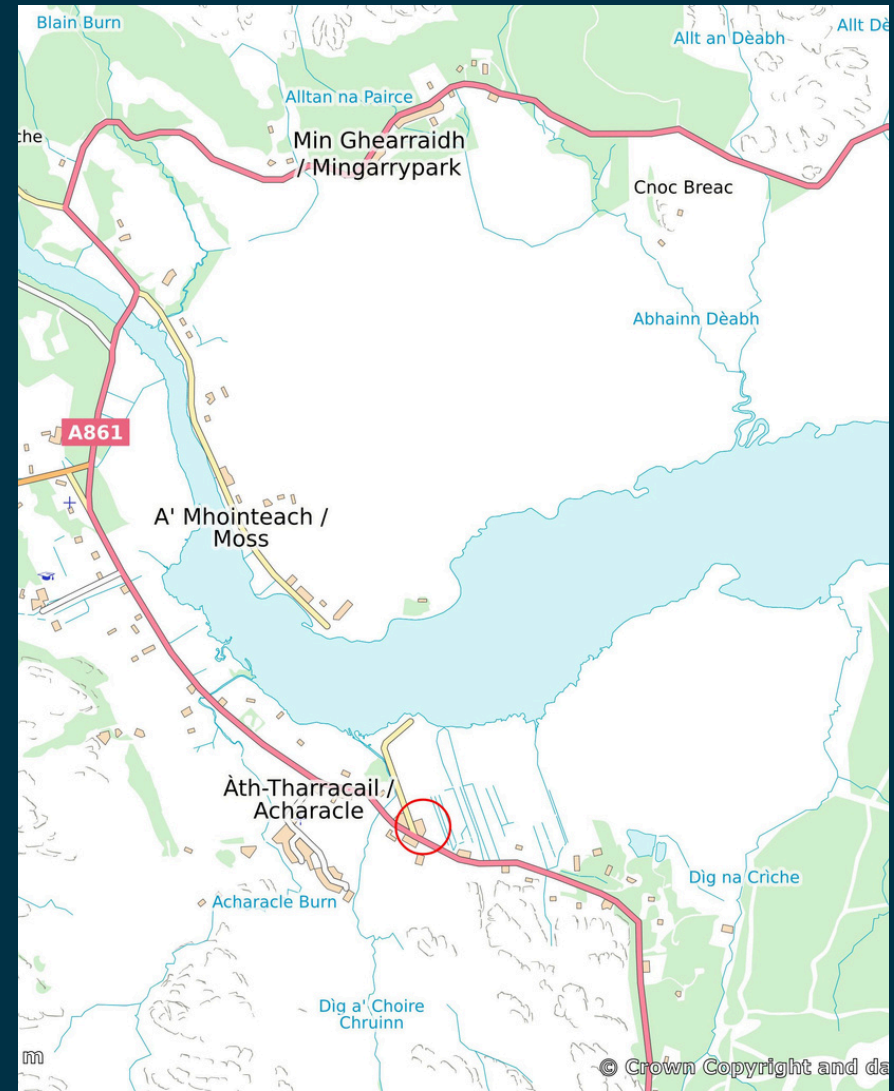 Blain Burn
Allt an Dèabh
Allt Dè
Alltan na Pairce
che
Min Ghearraidh
/ Mingarrypark
Cnoc Breac
Abhainn Dèabh
A861
A' Mhointeach /
Moss
Àth-Tharracail /
Acharacle
Dìg na Crìche
Acharacle Burn
Dìg a' Choire
Chruinn
m
© Crown Copyright and da